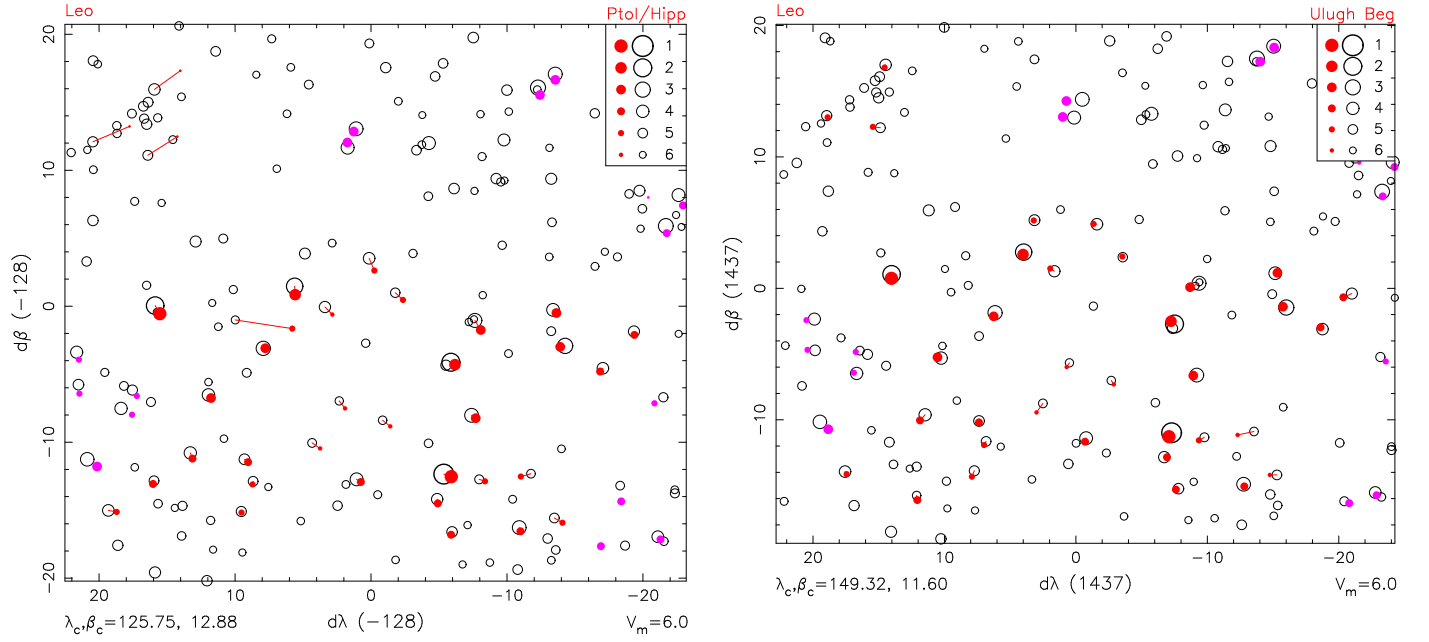 Leo
Ptol/Hipp
1
2
3
4
5
6
20
10
0
−10
−20
dβ (−128)
20
10
0
−10
−20
dλ (−128)
λc,βc=125.75, 12.88
Vm=6.0
Leo
Ulugh Beg
1
2
3
4
5
6
20
10
0
−10
dβ (1437)
20
10
0
−10
−20
dλ (1437)
λc,βc=149.32, 11.60
Vm=6.0